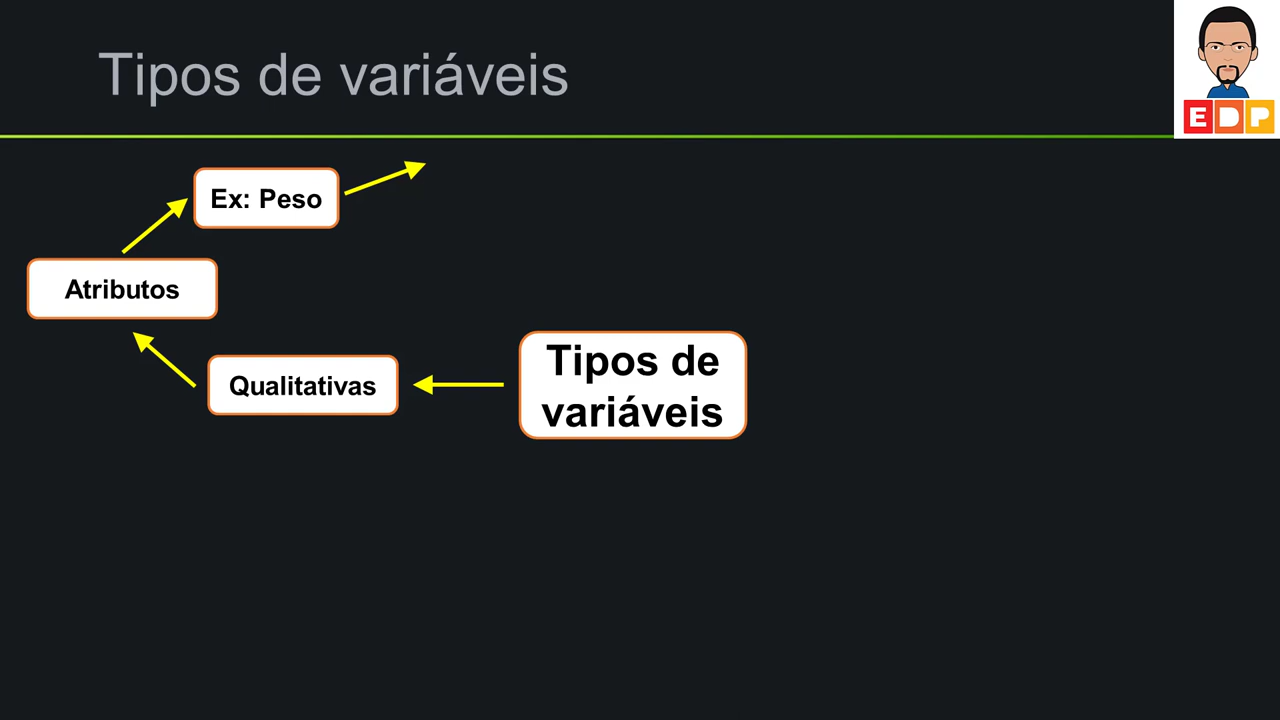 Tipos de variáveis
EDP
Ex: Peso
Atributos
Qualitativas
Tipos de
variáveis